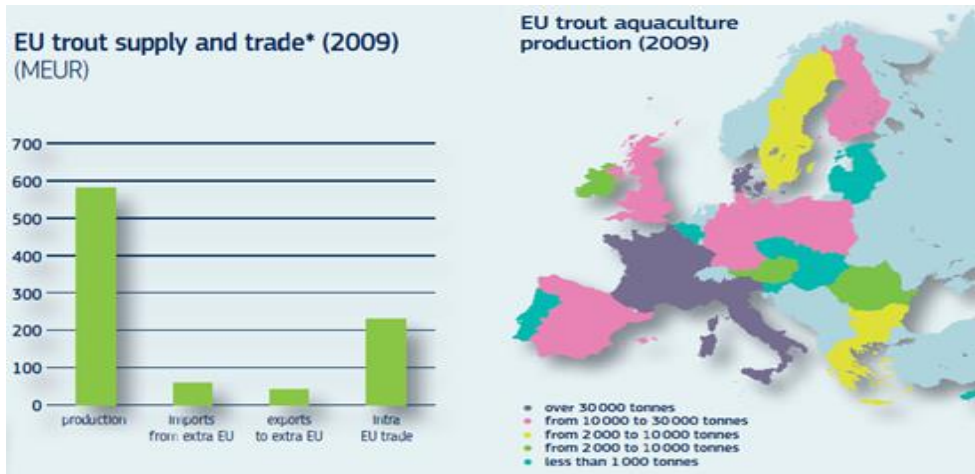 EU trout supply and trade* (2009)
(MEUR)
700
600
500
400
300
200
100
0
production
imports
from extra EU
exports
to extra EU
intra
EU trade
EU trout aquaculture
production (2009)
over 30 000 tonnes
from 10 000 to 30 000 tonnes
from 2 000 to 10 000 tonnes
from 2 000 to 10 000 tonnes
less than 1 000 tonnes